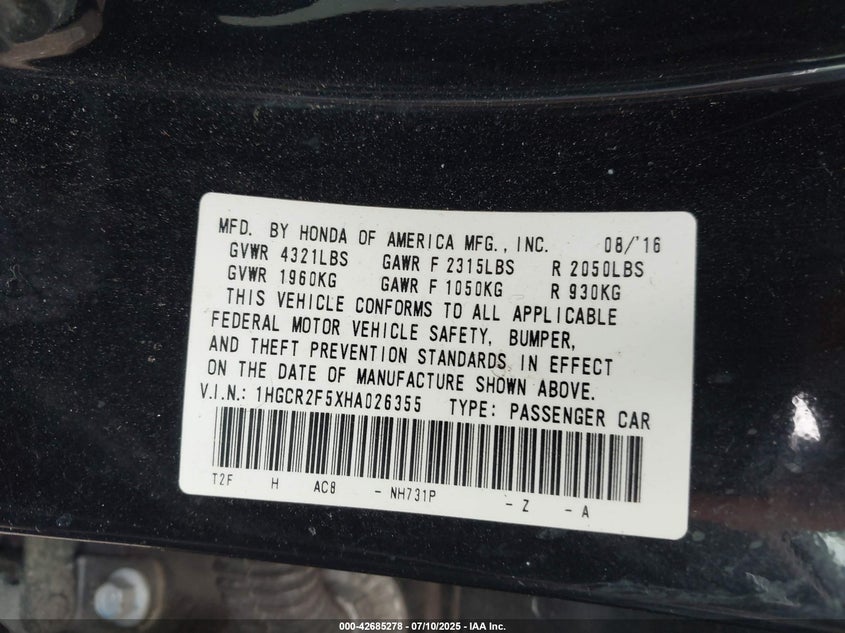 MFD. BY HONDA OF AMERICA MFG., INC. 08/'16
GVWR 4321LBS GAWR F 2315LBS R 2050LBS
GVWR 1960KG GAWR F 1050KG R 930KG
THIS VEHICLE CONFORMS TO ALL APPLICABLE
FEDERAL MOTOR VEHICLE SAFETY, BUMPER,
AND THEFT PREVENTION STANDARDS IN EFFECT
ON THE DATE OF MANUFACTURE SHOWN ABOVE.
V.I.N.: 1HGCR2F5XHA026355 TYPE: PASSENGER CAR
T2F H AC8 - NH731P - Z - A
000-42685278 - 07/10/2025 - IAA Inc.